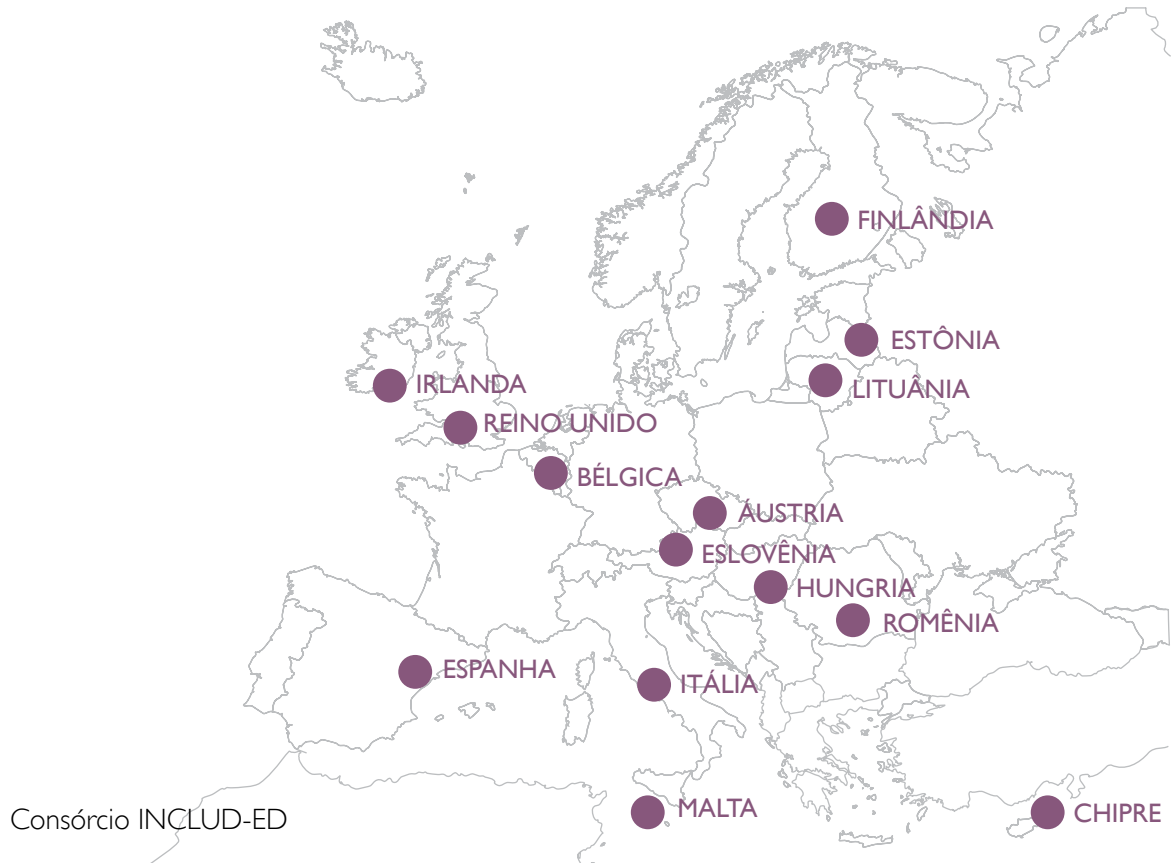 FINLÂNDIA
ESTÔNIA
LITUÂNIA
IRLANDA
REINO UNIDO
BÉLGICA
ÁUSTRIA
ESLOVÊNIA
HUNGRIA
ROMÊNIA
ESPANHA
ITÁLIA
MALTA
CHIPRE
Consórcio INCLUD-ED